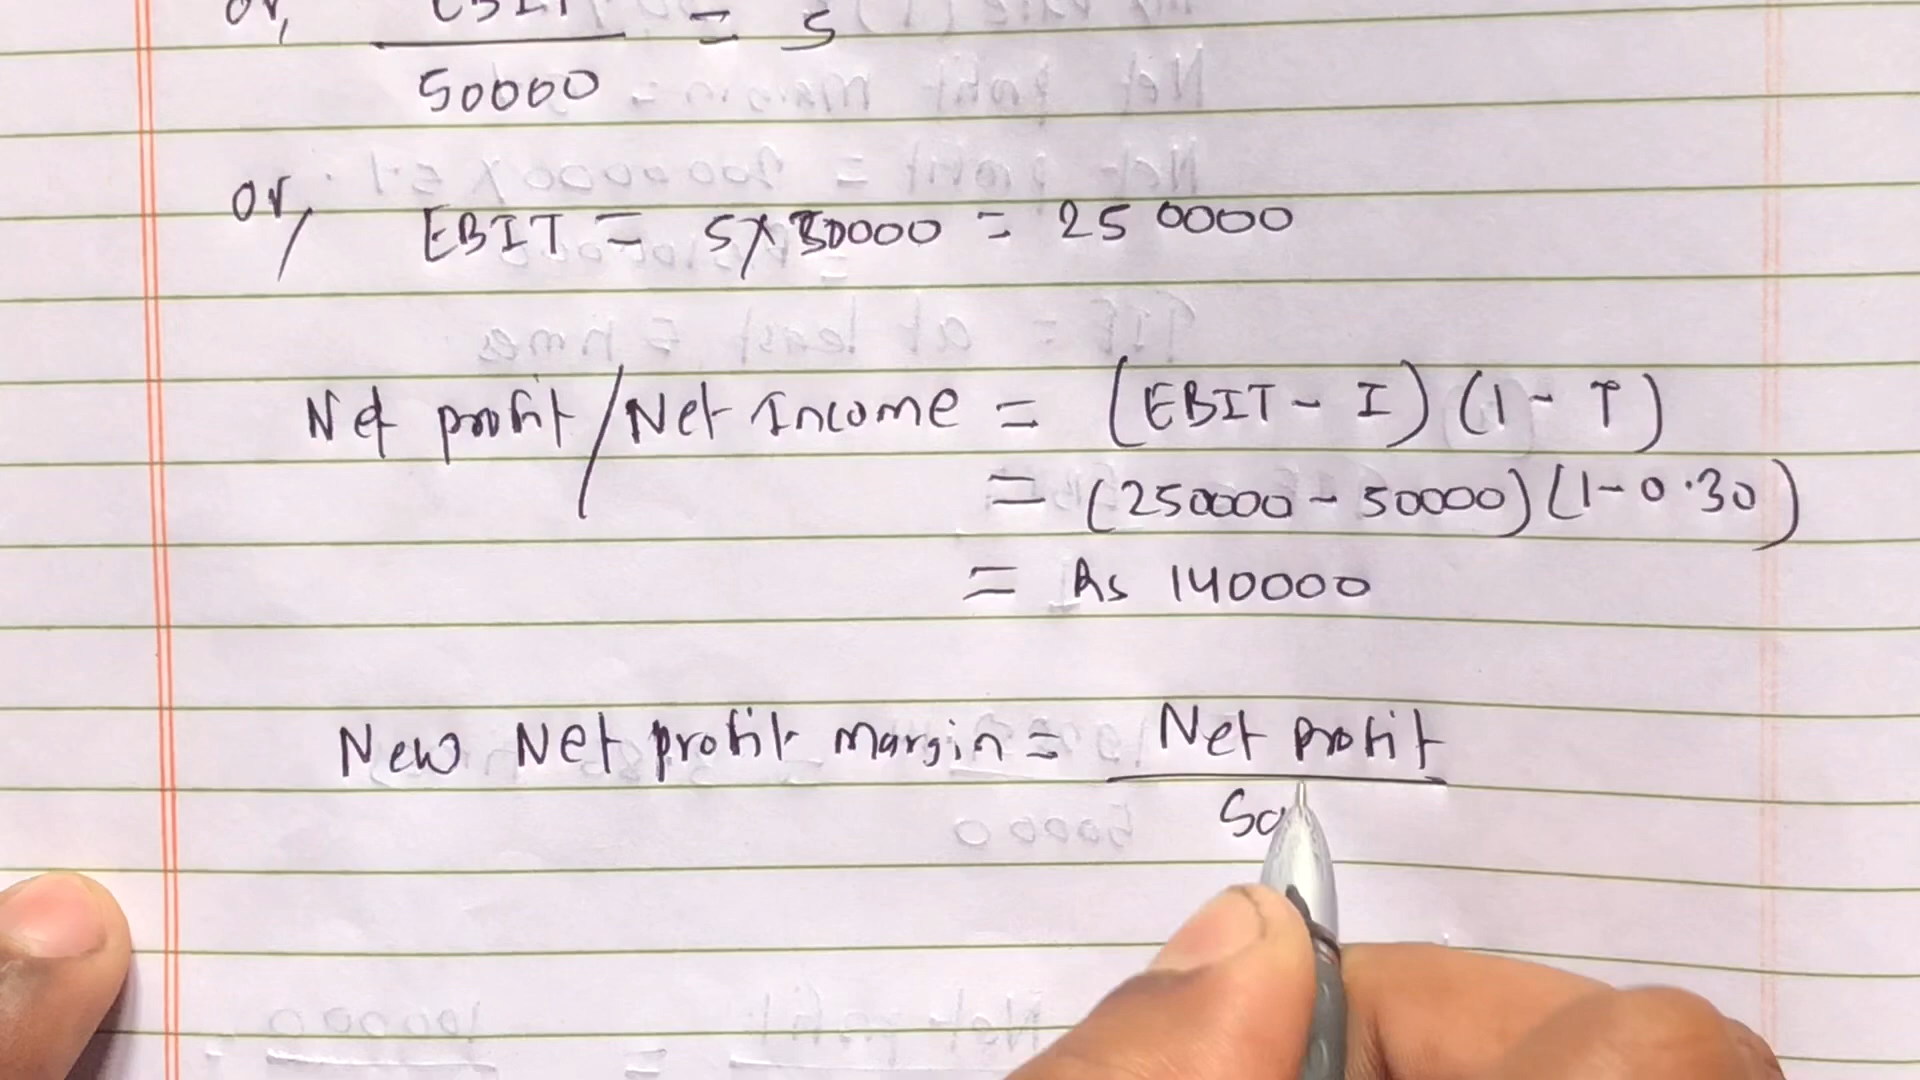 or, EBIT = 5
50000
or, EBIT = 5 X 50000 = 250000
Net profit / Net Income = (EBIT - I) (1 - T)
= (250000 - 50000) (1 - 0.30)
= Rs 140000
New Net profit margin = Net profit
Sa